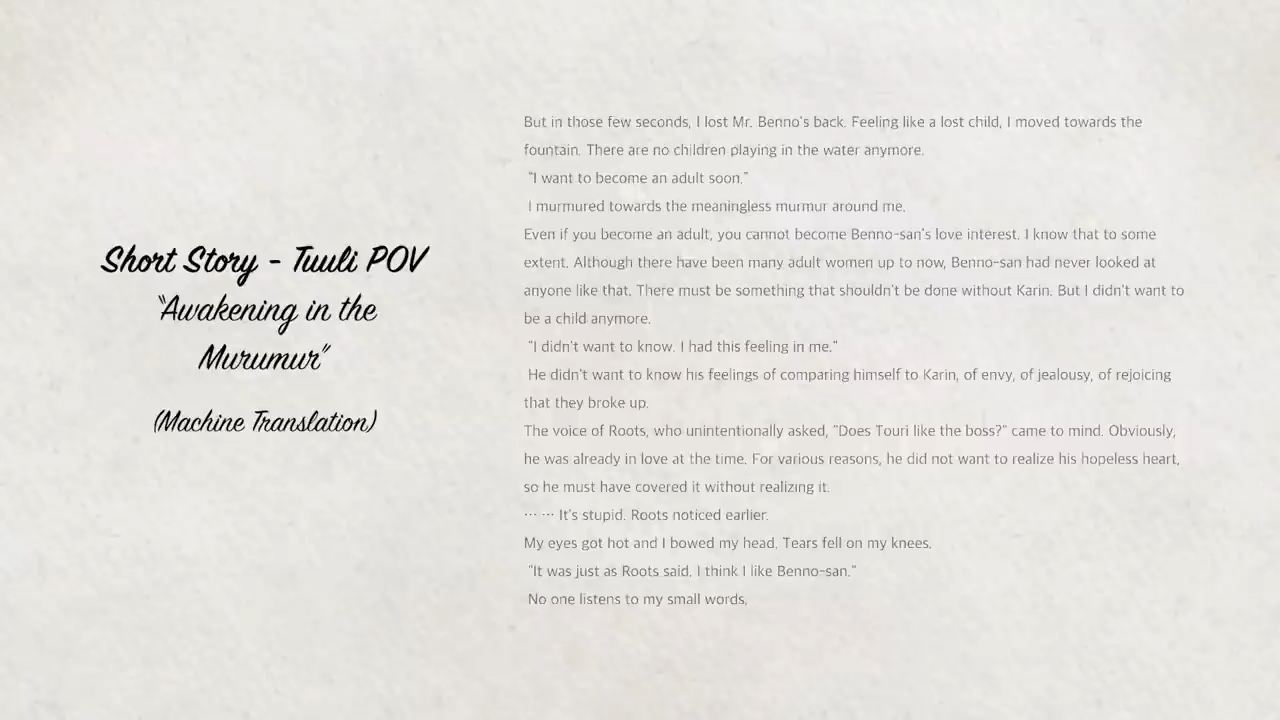 Short Story - Tuuli POV
"Awakening in the
Murumur"
(Machine Translation)
But in those few seconds, I lost Mr. Benno's back. Feeling like a lost child, I moved towards the
fountain. There are no children playing in the water anymore.
"I want to become an adult soon."
I murmured towards the meaningless murmur around me.
Even if you become an adult, you cannot become Benno-san's love interest. I know that to some
extent. Although there have been many adult women up to now, Benno-san had never looked at
anyone like that. There must be something that shouldn't be done without Karin. But I didn't want to
be a child anymore.
"I didn't want to know. I had this feeling in me."
He didn't want to know his feelings of comparing himself to Karin, of envy, of jealousy, of rejoicing
that they broke up.
The voice of Roots, who unintentionally asked, "Does Touri like the boss?" came to mind. Obviously,
he was already in love at the time. For various reasons, he did not want to realize his hopeless heart,
so he must have covered it without realizing it.
… … It's stupid. Roots noticed earlier.
My eyes got hot and I bowed my head. Tears fell on my knees.
"It was just as Roots said. I think I like Benno-san."
No one listens to my small words.